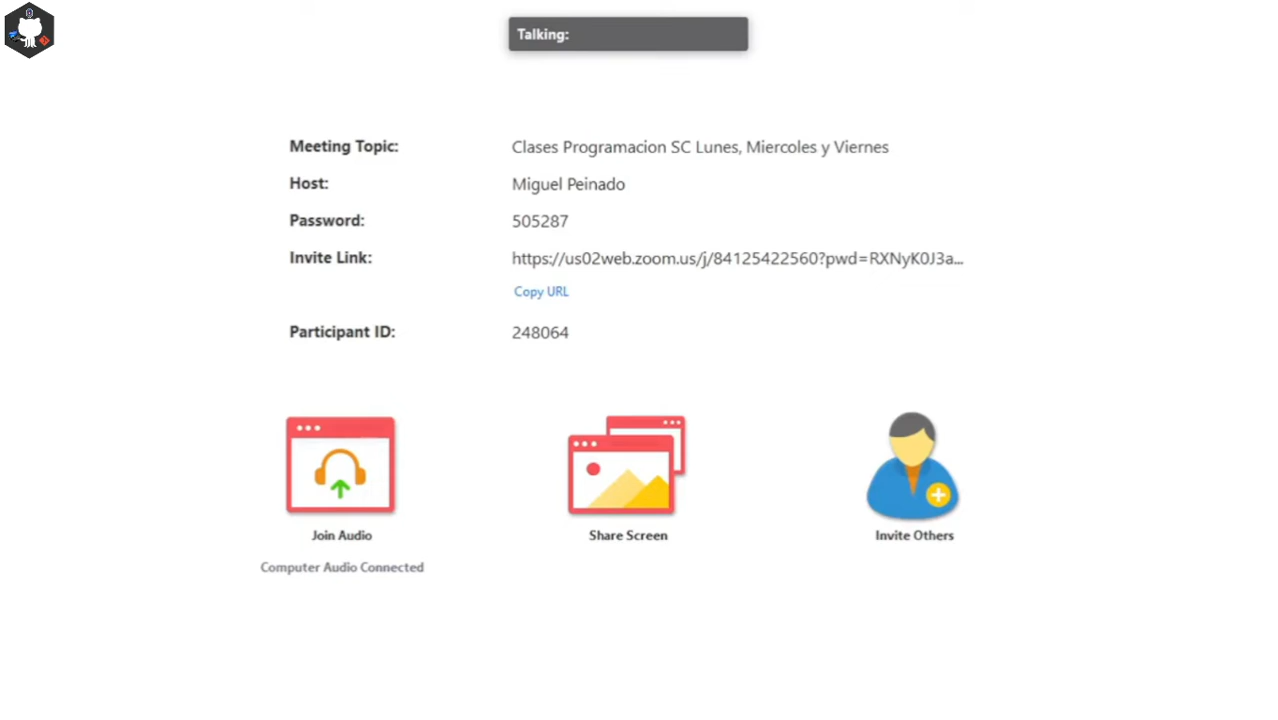 Talking:
Meeting Topic: Clases Programacion SC Lunes, Miercoles y Viernes
Host: Miguel Peinado
Password: 505287
Invite Link: https://us02web.zoom.us/j/84125422560?pwd=RXNyK0J3a...
Copy URL
Participant ID: 248064
Join Audio
Share Screen
Invite Others
Computer Audio Connected